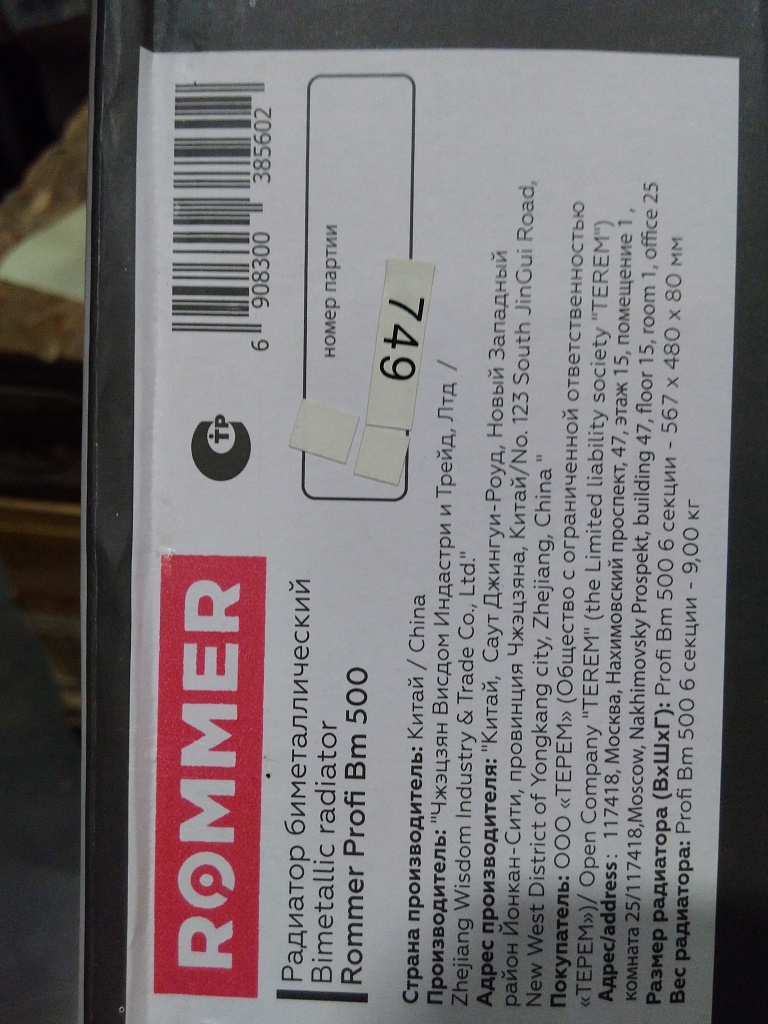 ROMMER
СТР
6 908300 385602
Радиатор биметаллический
Bimetallic radiator
Rommer Profi Bm 500
номер партии
749
Страна производитель: Китай / China
Производитель: "Чжэцзян Висдом Индастри и Трейд, Лтд /
Zhejiang Wisdom Industry & Trade Co., Ltd."
Адрес производителя: "Китай, Саут Джингуи-Роуд, Новый Западный
район Йонкан-Сити, провинция Чжэцзяна, Китай/No. 123 South JinGui Road,
New West District of Yongkang city, Zhejiang, China "
Покупатель: ООО «ТЕРЕМ» (Общество с ограниченной ответственностью
«ТЕРЕМ»)/ Open Company "TEREM" (the Limited liability society "TEREM")
Адрес/address: 117418, Москва, Нахимовский проспект, 47, этаж 15, помещение 1 ,
комната 25/117418,Moscow, Nakhimovsky Prospekt, building 47, floor 15, room 1, office 25
Размер радиатора (ВхШхГ): Profi Bm 500 6 секции - 567 x 480 x 80 мм
Вес радиатора: Profi Bm 500 6 секции - 9,00 кг